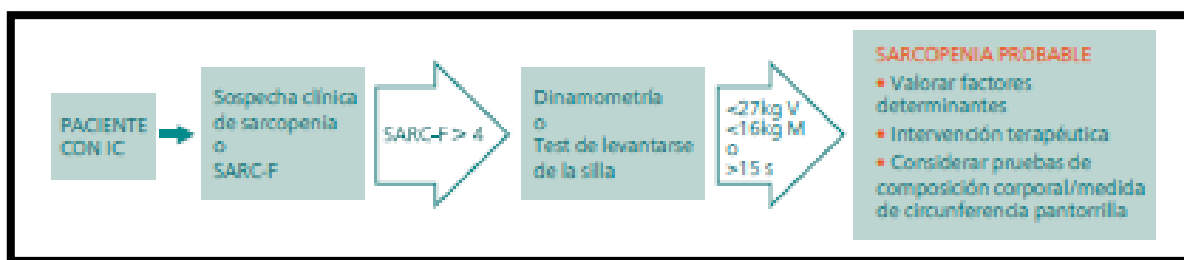 PACIENTE
CON IC
Sospecha clínica
de sarcopenia
o
SARC-F
SARC-F > 4
Dinamometría
o
Test de levantarse
de la silla
<27kg V
<16kg M
o
>15 s
SARCOPENIA PROBABLE
• Valorar factores
determinantes
• Intervención terapéutica
• Considerar pruebas de
composición corporal/medida
de circunferencia pantorrilla